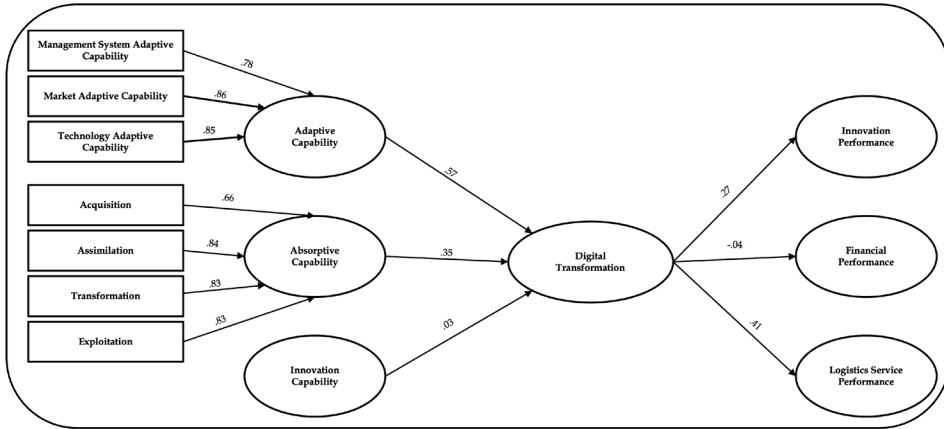 Management System Adaptive
Capability
.78
Market Adaptive Capability
.86
Technology Adaptive
Capability
.85
Adaptive
Capability
.57
Innovation
Performance
.27
Acquisition
.66
Assimilation
.84
Absorptive
Capability
.35
Digital
Transformation
-.04
Financial
Performance
Transformation
.83
Exploitation
.83
.03
.41
Innovation
Capability
Logistics Service
Performance